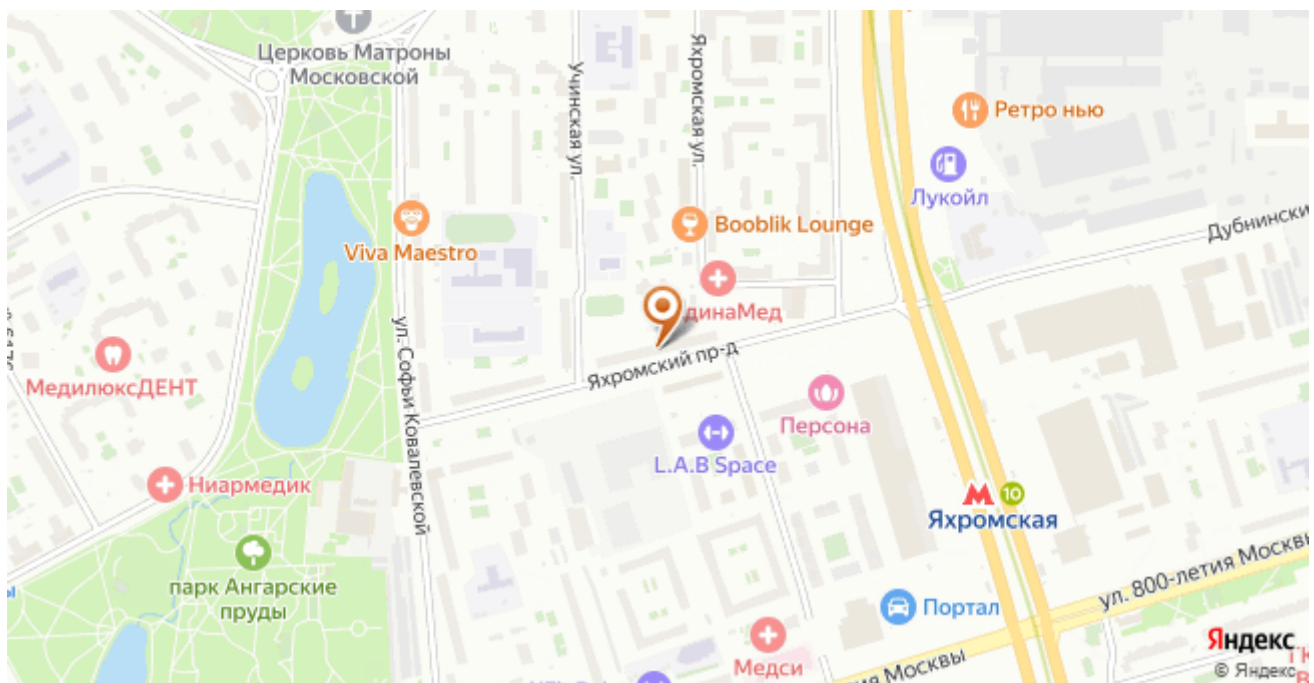 Церковь Матроны
Московской
Учинская ул.
Яхромская ул.
Ретро нью
Лукойл
Viva Maestro
Booblik Lounge
Дубнински
динаМед
МедилюксДЕНТ
ул. Софьи Ковалевской
Яхромский пр-д
Персона
L.A.B Space
Ниармедик
10
Яхромская
парк Ангарские
пруды
ул. 800-летия Москвы
Портал
Медси
Москвы
Яндекс
© Яндекс